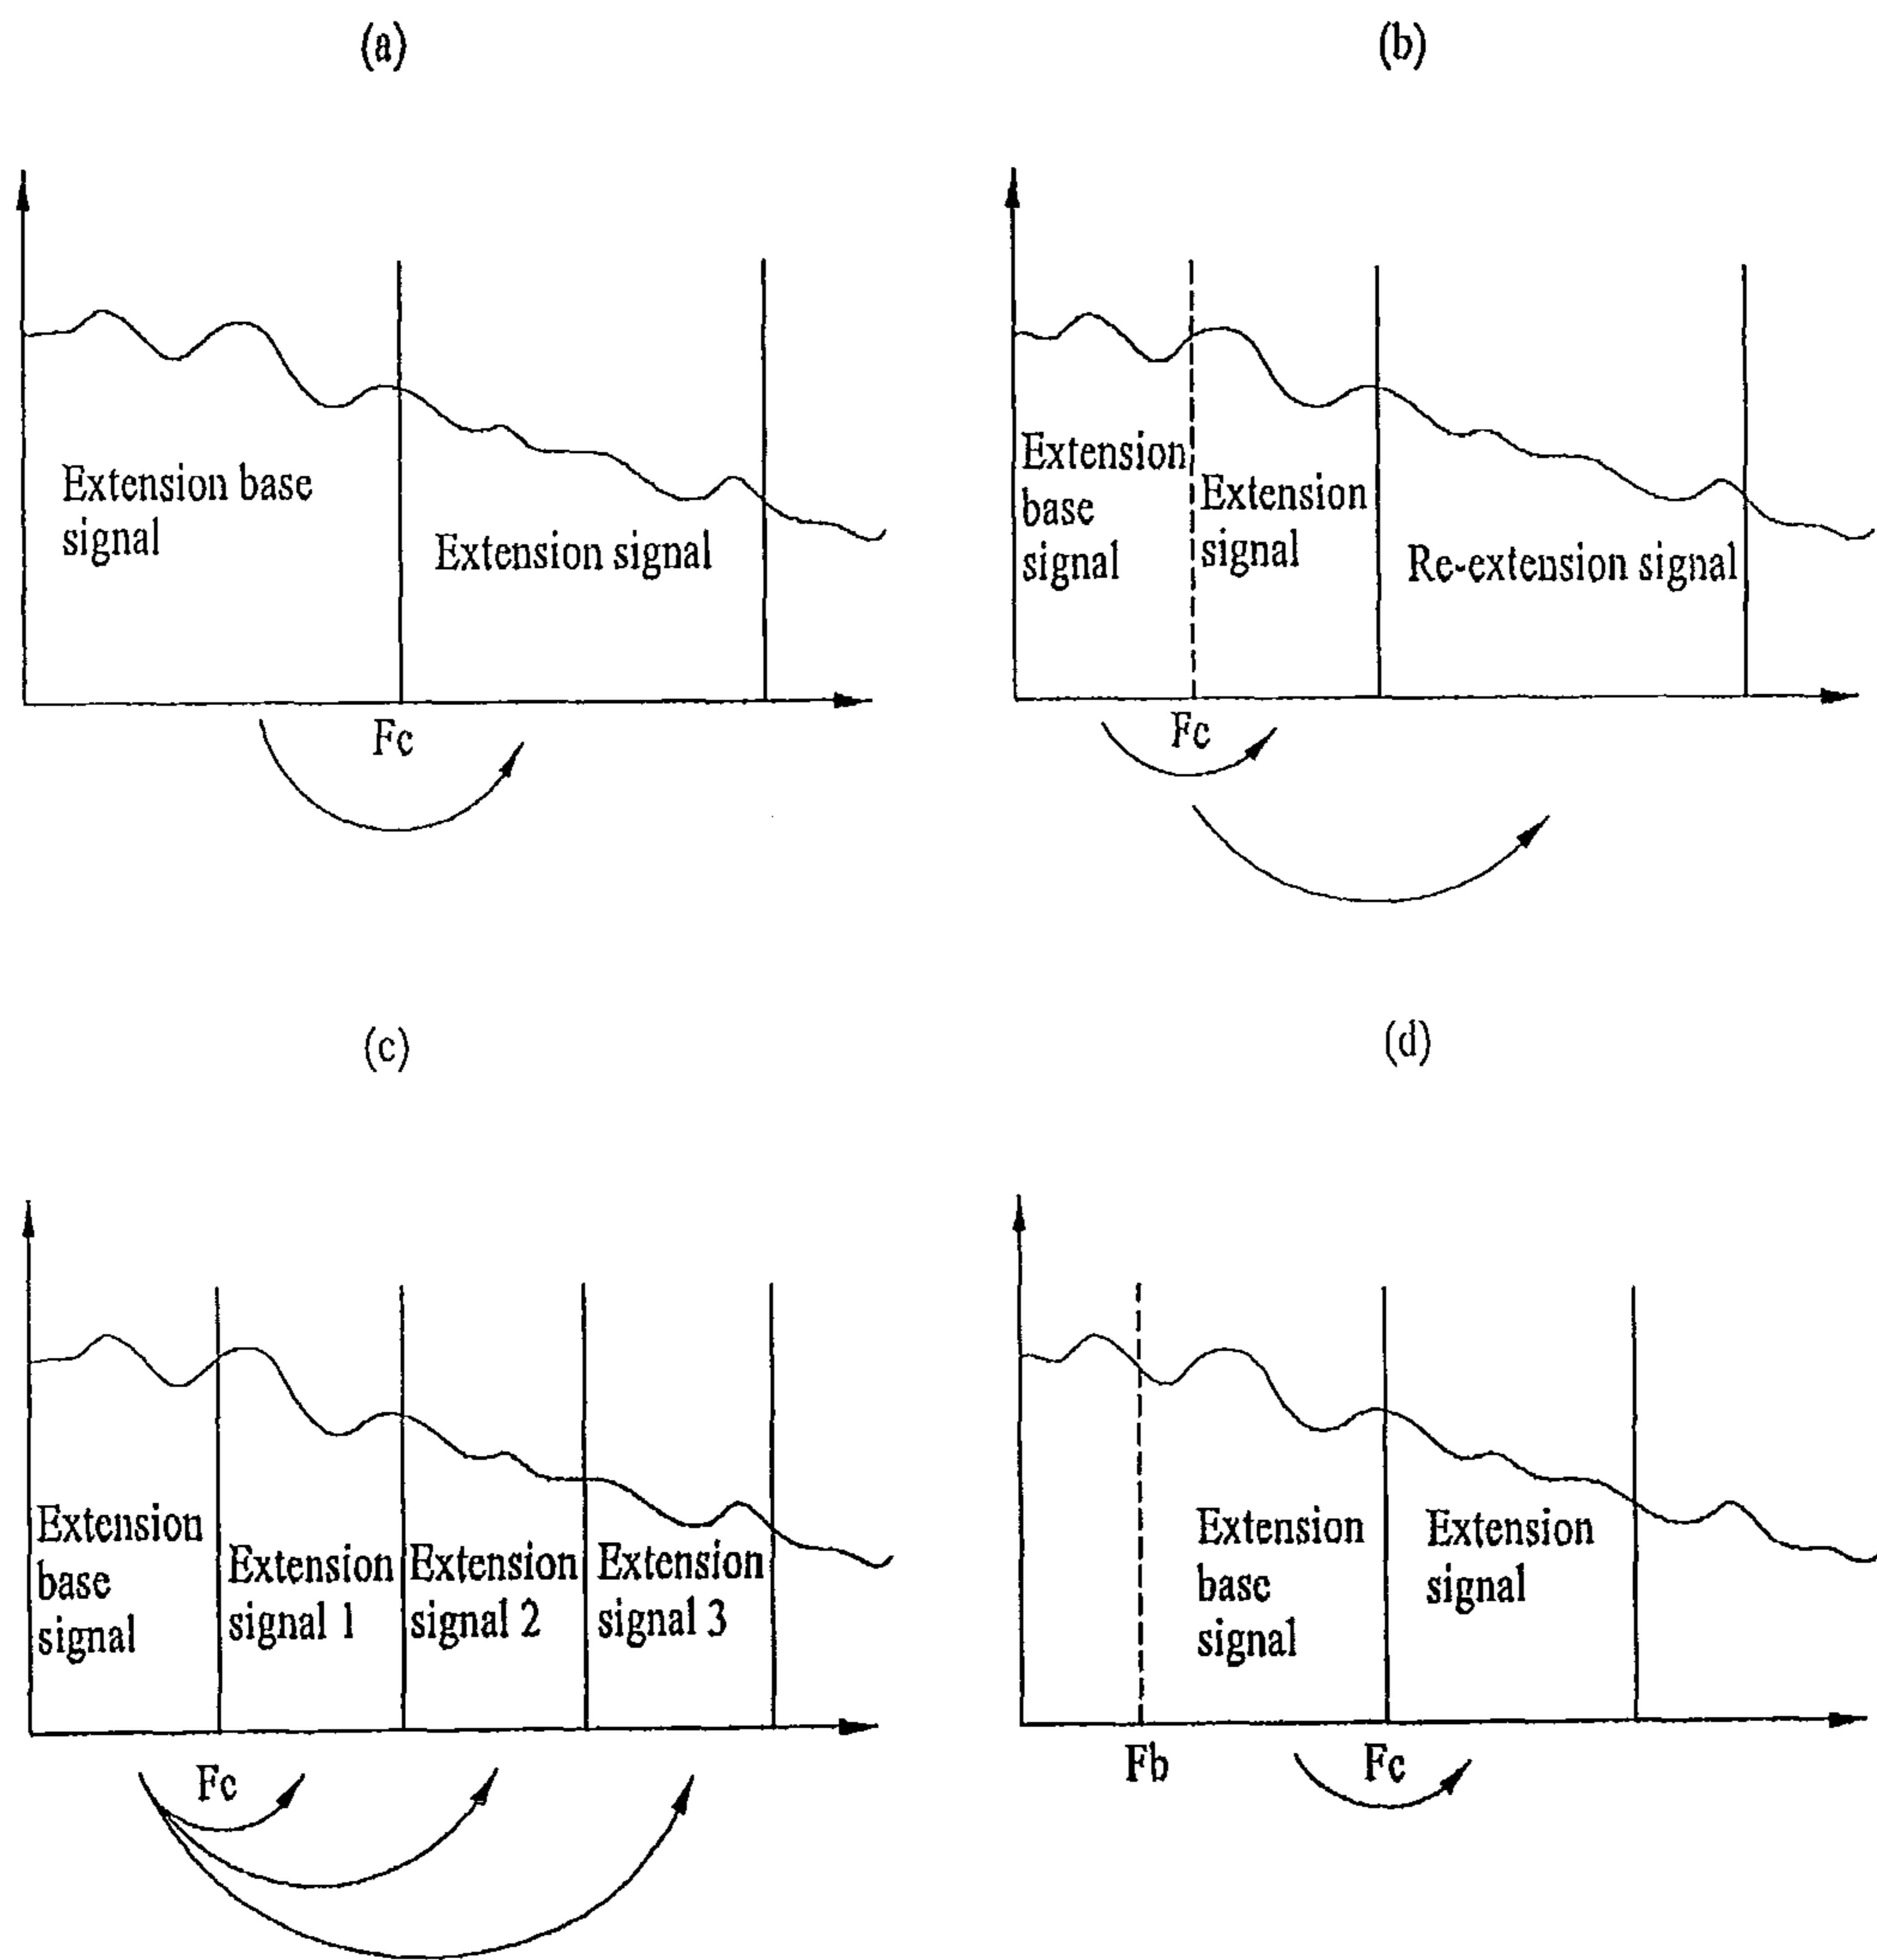 (a)
Extension base
signal
Extension signal
Fc
(b)
Extension
base
signal
Extension
signal
Re-extension signal
Fc
(c)
Extension
base
signal
Extension
signal 1
Extension
signal 2
Extension
signal 3
Fc
(d)
Extension
base
signal
Extension
signal
Fb
Fc